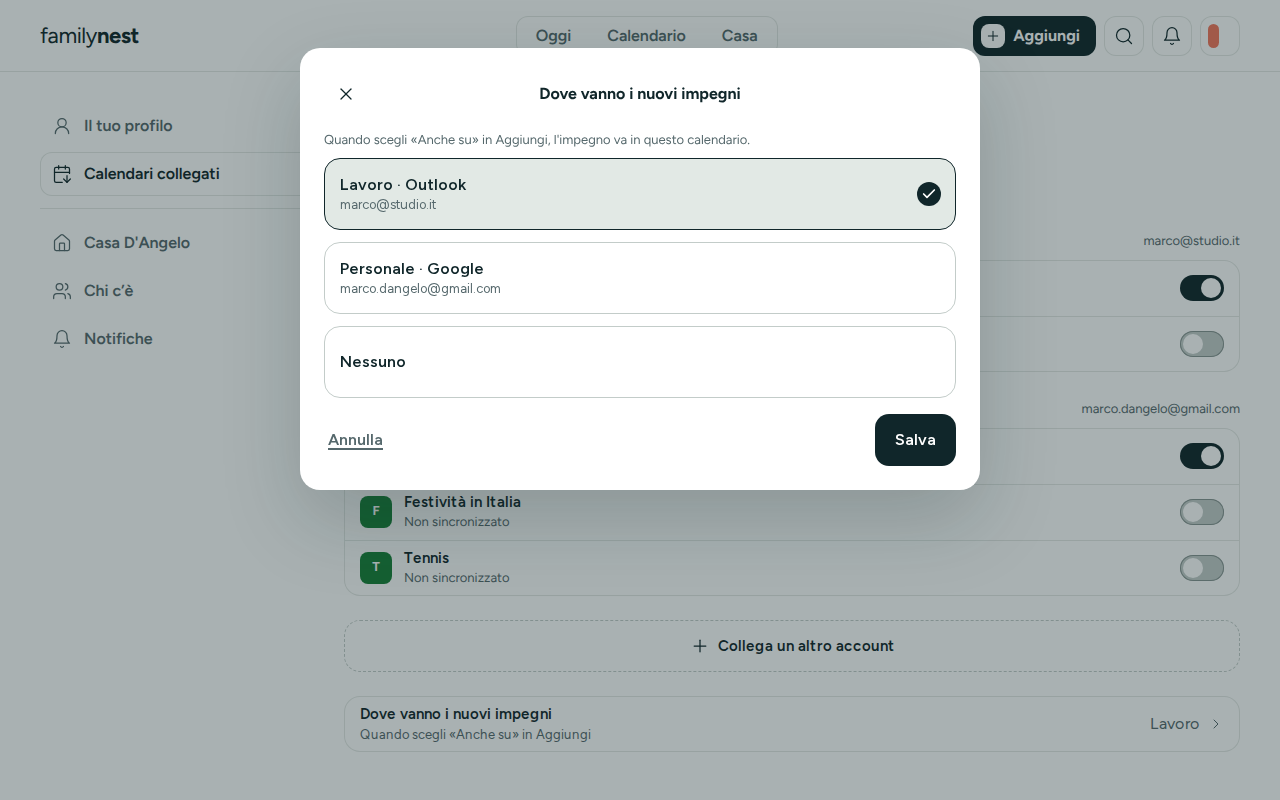 familynest
Oggi
Calendario
Casa
Aggiungi
Dove vanno i nuovi impegni
Quando scegli «Anche su» in Aggiungi, l'impegno va in questo calendario.
Lavoro · Outlook
marco@studio.it
Personale · Google
marco.dangelo@gmail.com
Nessuno
Annulla
Salva
Il tuo profilo
Calendari collegati
Casa D'Angelo
Chi c’è
Notifiche
marco@studio.it
marco.dangelo@gmail.com
F
Festività in Italia
Non sincronizzato
T
Tennis
Non sincronizzato
Collega un altro account
Dove vanno i nuovi impegni
Quando scegli «Anche su» in Aggiungi
Lavoro